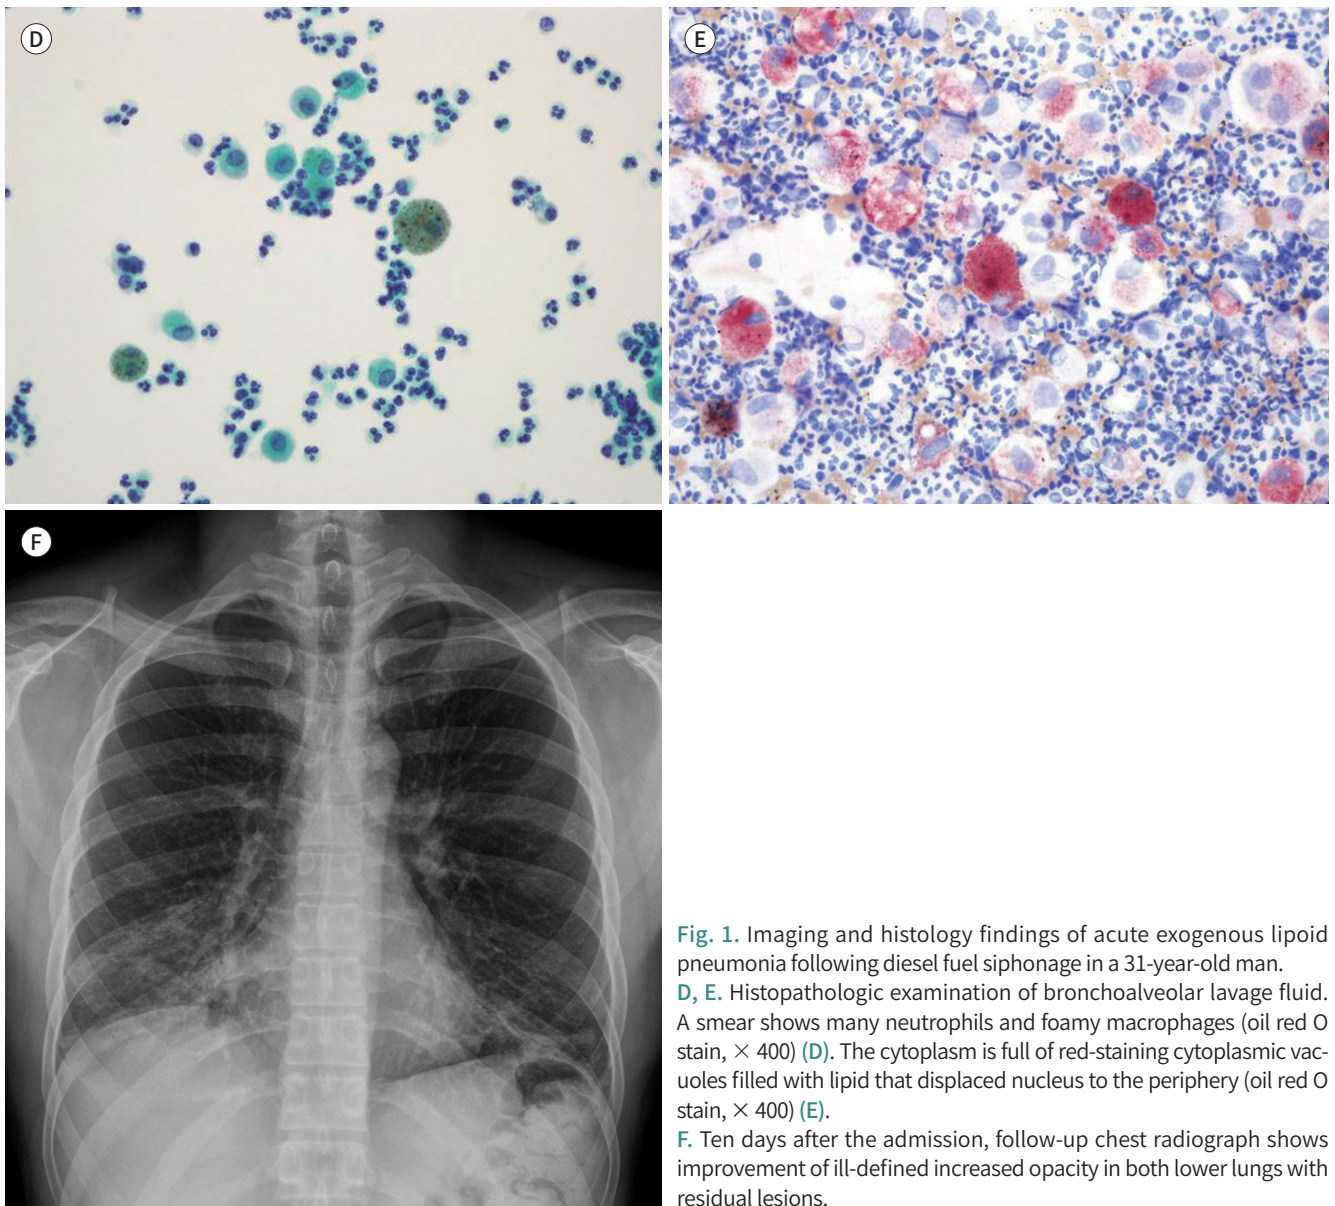 D
E
F
Fig. 1. Imaging and histology findings of acute exogenous lipoid
pneumonia following diesel fuel siphonage in a 31-year-old man.
D, E. Histopathologic examination of bronchoalveolar lavage fluid.
A smear shows many neutrophils and foamy macrophages (oil red O
stain, × 400) (D). The cytoplasm is full of red-staining cytoplasmic vac-
uoles filled with lipid that displaced nucleus to the periphery (oil red O
stain, × 400) (E).
F. Ten days after the admission, follow-up chest radiograph shows
improvement of ill-defined increased opacity in both lower lungs with
residual lesions.